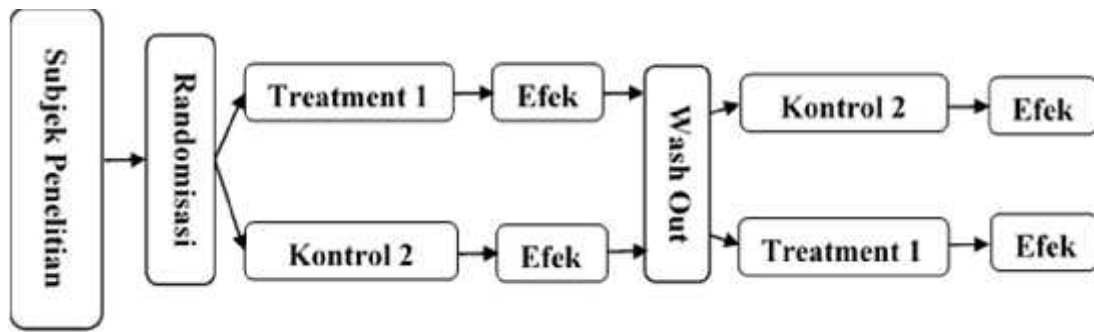 Subjek Penelitian
Randomisasi
Treatment 1
Efek
Kontrol 2
Efek
Wash Out
Kontrol 2
Efek
Treatment 1
Efek